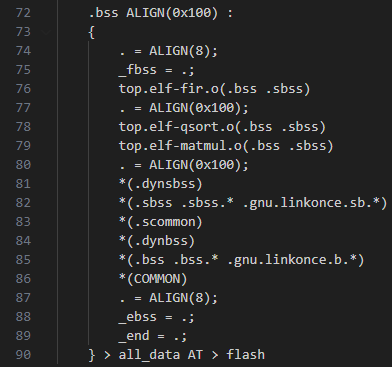 72 .bss ALIGN(0x100) :
73 {
74 . = ALIGN(8);
75 _fbss = .;
76 top.elf-fir.o(.bss .sbss)
77 . = ALIGN(0x100);
78 top.elf-qsort.o(.bss .sbss)
79 top.elf-matmul.o(.bss .sbss)
80 . = ALIGN(0x100);
81 *(.dynsbss)
82 *(.sbss .sbss.* .gnu.linkonce.sb.*)
83 *(.scommon)
84 *(.dynbss)
85 *(.bss .bss.* .gnu.linkonce.b.*)
86 *(COMMON)
87 . = ALIGN(8);
88 _ebss = .;
89 _end = .;
90 } > all_data AT > flash